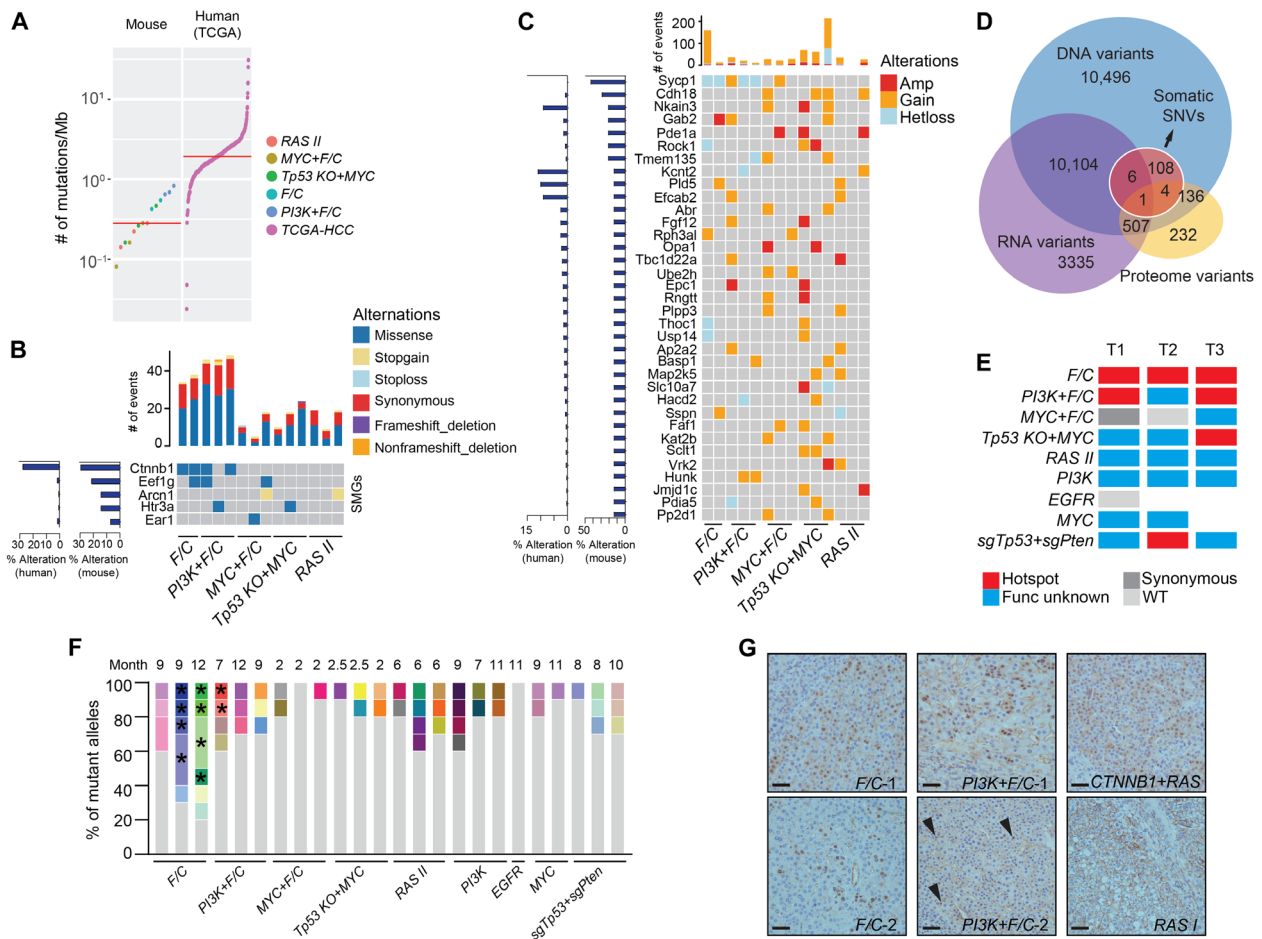 A
Mouse
Human
(TCGA)
# of mutations/Mb
10¹
10⁰
10⁻¹
RAS II
MYC+F/C
Tp53 KO+MYC
F/C
PI3K+F/C
TCGA-HCC
B
# of events
40
20
0
Alternations
Missense
Stopgain
Stoploss
Synonymous
Frameshift_deletion
Nonframeshift_deletion
Ctnnb1
Eef1g
Arcn1
Htr3a
Ear1
SMGs
30 20 10 0
% Alteration
(human)
30 20 10 0
% Alteration
(mouse)
F/C
PI3K+F/C
MYC+F/C
Tp53 KO+MYC
RAS II
C
# of events
200
100
0
Alterations
Amp
Gain
Hetloss
Sycp1
Cdh18
Nkain3
Gab2
Pde1a
Rock1
Tmem135
Kcnt2
Pld5
Efcab2
Abr
Fgf12
Rph3al
Opa1
Tbc1d22a
Ube2h
Epc1
Rngtt
Plpp3
Thoc1
Usp14
Ap2a2
Basp1
Map2k5
Slc10a7
Hacd2
Sspn
Faf1
Kat2b
Sclt1
Vrk2
Hunk
Jmjd1c
Pdia5
Pp2d1
15 0
% Alteration
(human)
50 0
% Alteration
(mouse)
F/C
PI3K+F/C
MYC+F/C
Tp53 KO+MYC
RAS II
D
DNA variants
10,496
Somatic
SNVs
10,104
6
108
1
4
136
507
232
RNA variants
3335
Proteome variants
E
T1 T2 T3
F/C
PI3K+F/C
MYC+F/C
Tp53 KO+MYC
RAS II
PI3K
EGFR
MYC
sgTp53+sgPten
Hotspot
Func unknown
Synonymous
WT
F
Month 9 9 12 7 12 9 2 2 2 2.5 2.5 2 6 6 6 9 7 11 11 9 11 9 8 10
% of mutant alleles
100
80
60
40
20
0
* * * *
* * * *
* *
F/C
PI3K+F/C
MYC+F/C
Tp53 KO+MYC
RAS II
PI3K
EGFR
MYC
sgTp53+sgPten
G
F/C-1
PI3K+F/C-1
CTNNB1+RAS
F/C-2
PI3K+F/C-2
RAS I